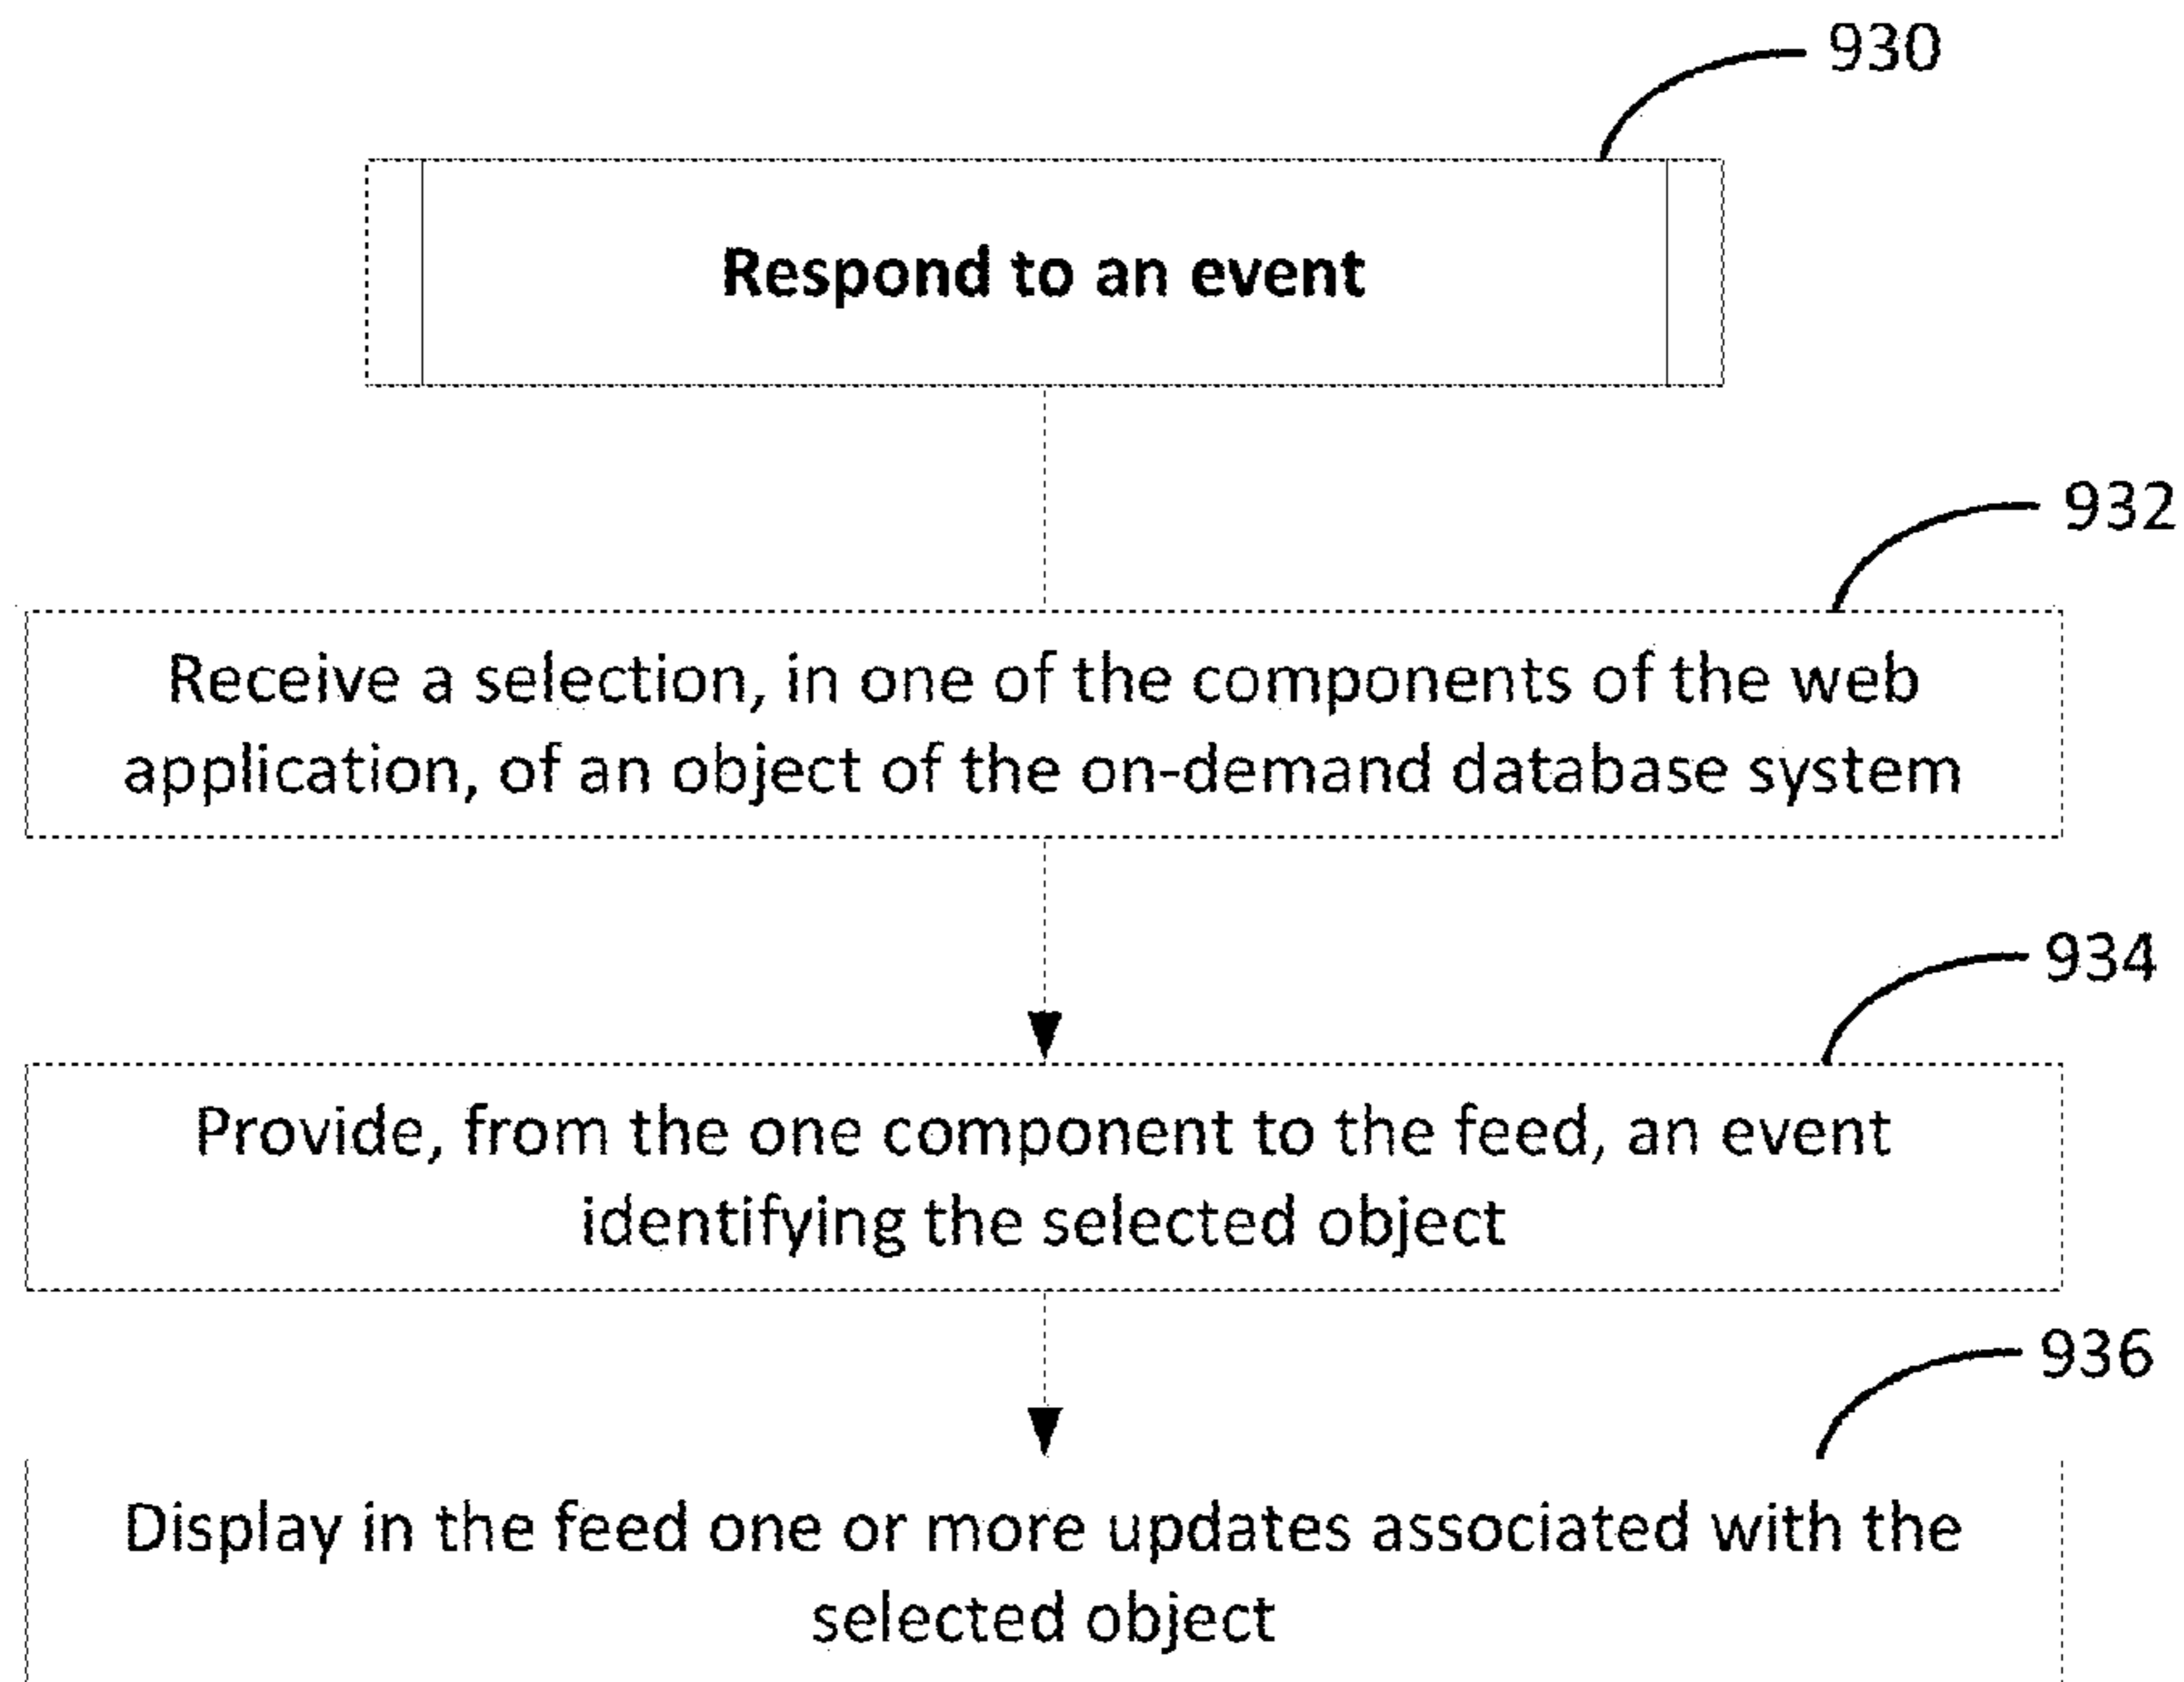 930
Respond to an event
932
Receive a selection, in one of the components of the web
application, of an object of the on-demand database system
934
Provide, from the one component to the feed, an event
identifying the selected object
936
Display in the feed one or more updates associated with the
selected object